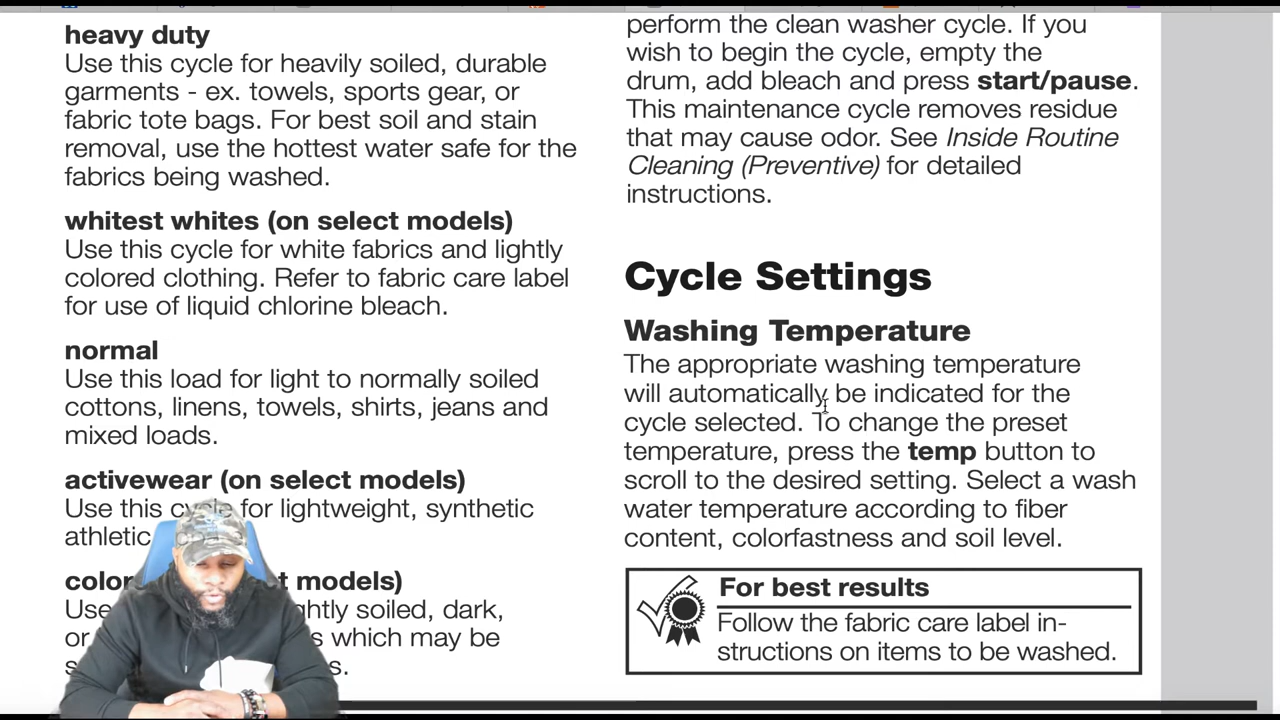 heavy duty
Use this cycle for heavily soiled, durable
garments - ex. towels, sports gear, or
fabric tote bags. For best soil and stain
removal, use the hottest water safe for the
fabrics being washed.
whitest whites (on select models)
Use this cycle for white fabrics and lightly
colored clothing. Refer to fabric care label
for use of liquid chlorine bleach.
normal
Use this load for light to normally soiled
cottons, linens, towels, shirts, jeans and
mixed loads.
activewear (on select models)
Use this cycle for lightweight, synthetic
athletic
color t models)
Use ghtly soiled, dark,
or s which may be
s s.
perform the clean washer cycle. If you
wish to begin the cycle, empty the
drum, add bleach and press start/pause.
This maintenance cycle removes residue
that may cause odor. See Inside Routine
Cleaning (Preventive) for detailed
instructions.
Cycle Settings
Washing Temperature
The appropriate washing temperature
will automatically be indicated for the
cycle selected. To change the preset
temperature, press the temp button to
scroll to the desired setting. Select a wash
water temperature according to fiber
content, colorfastness and soil level.
For best results
Follow the fabric care label in-
structions on items to be washed.